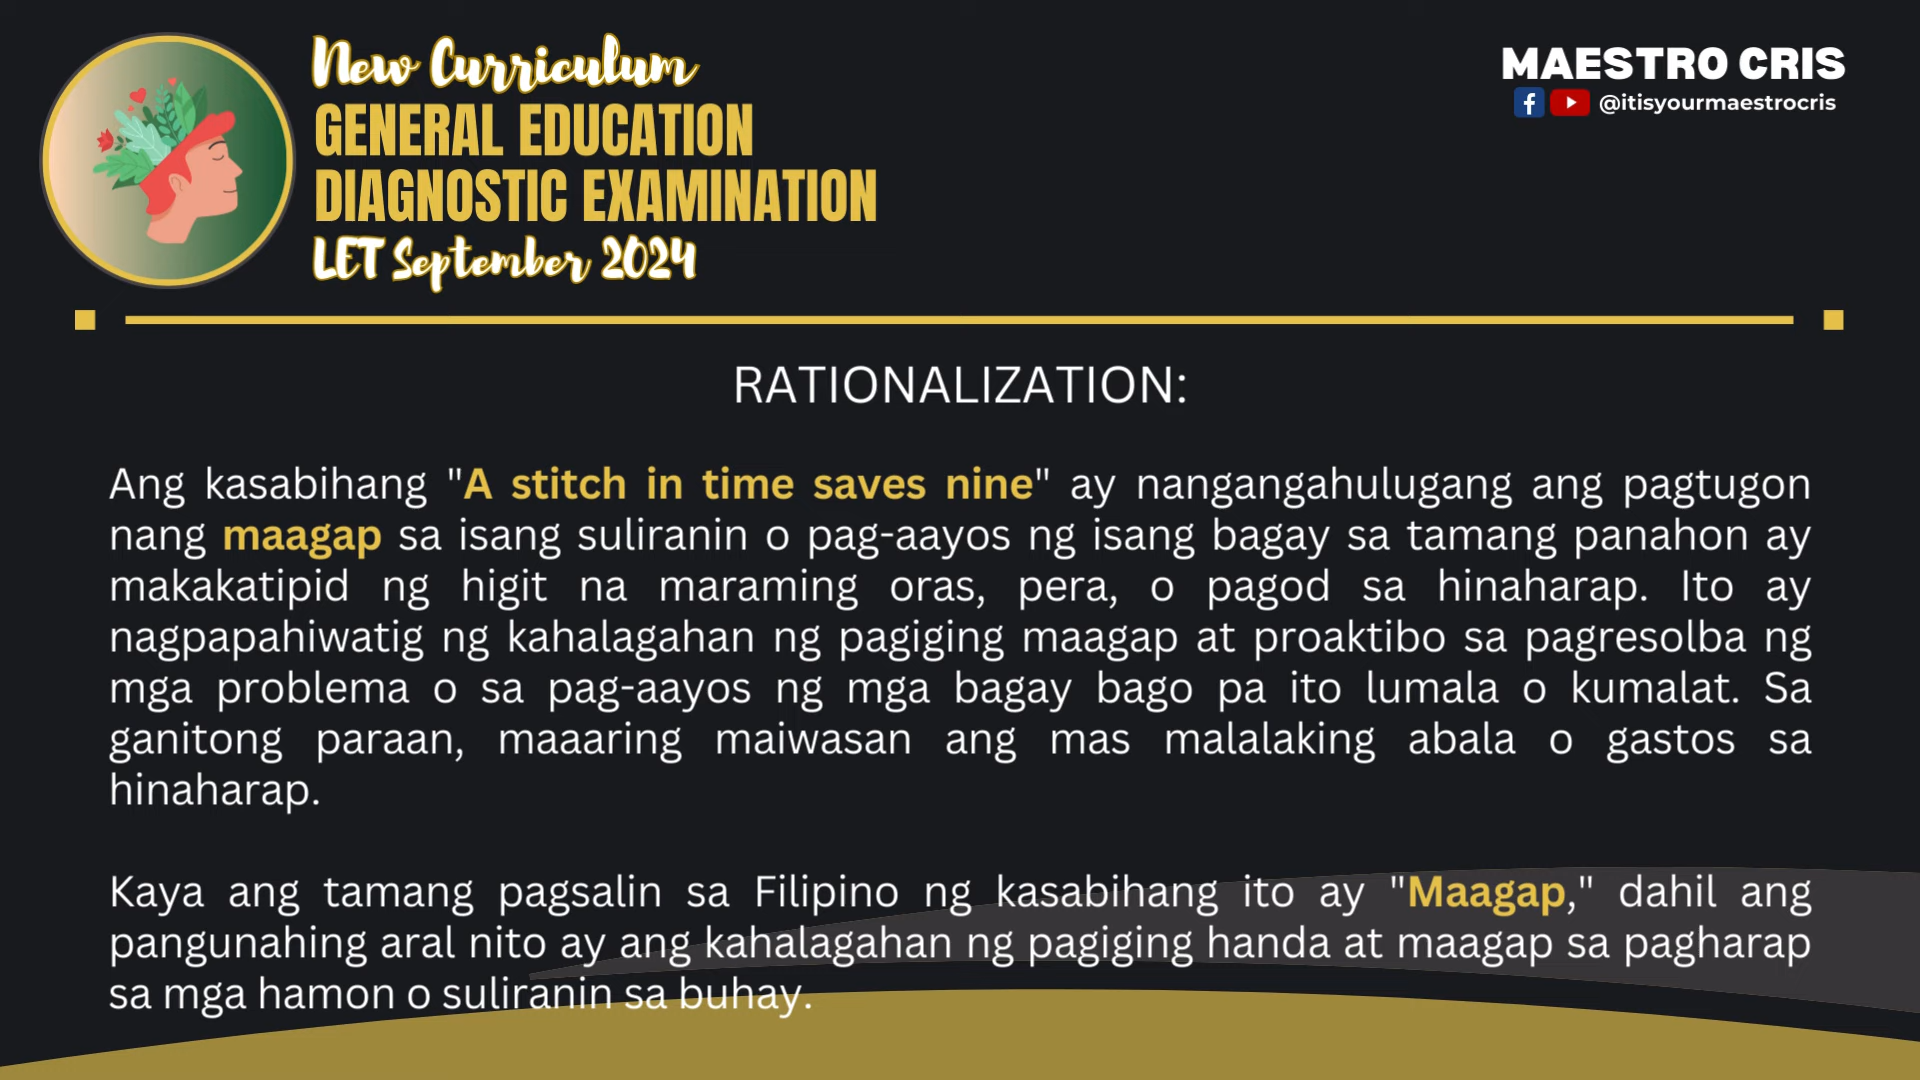 New Curriculum
GENERAL EDUCATION
DIAGNOSTIC EXAMINATION
LET September 2024
MAESTRO CRIS
@itisyourmaestrocris
RATIONALIZATION:
Ang kasabihang "A stitch in time saves nine" ay nangangahulugang ang pagtugon
nang maagap sa isang suliranin o pag-aayos ng isang bagay sa tamang panahon ay
makakatipid ng higit na maraming oras, pera, o pagod sa hinaharap. Ito ay
nagpapahiwatig ng kahalagahan ng pagiging maagap at proaktibo sa pagresolba ng
mga problema o sa pag-aayos ng mga bagay bago pa ito lumala o kumalat. Sa
ganitong paraan, maaaring maiwasan ang mas malalaking abala o gastos sa
hinaharap.
Kaya ang tamang pagsalin sa Filipino ng kasabihang ito ay "Maagap," dahil ang
pangunahing aral nito ay ang kahalagahan ng pagiging handa at maagap sa pagharap
sa mga hamon o suliranin sa buhay.